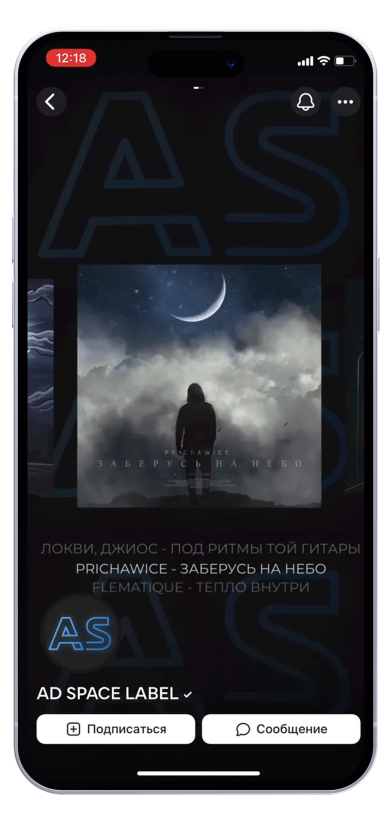 12:18
AS
PRICHAWICE
ЗАБЕРУСЬ НА НЕБО
ЛОКВИ, ДЖИОС - ПОД РИТМЫ ТОЙ ГИТАРЫ
PRICHAWICE - ЗАБЕРУСЬ НА НЕБО
FLEMATIQUE - ТЕПЛО ВНУТРИ
AS
AD SPACE LABEL
Подписаться
Сообщение